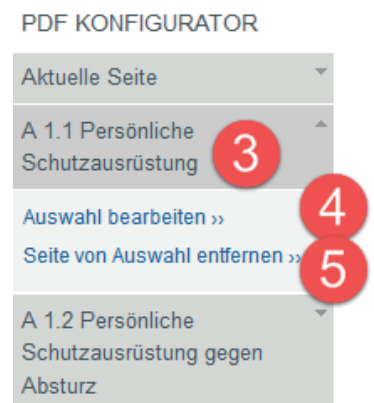 PDF KONFIGURATOR
Aktuelle Seite
A 1.1 Persönliche
Schutzausrüstung
3
Auswahl bearbeiten ››
4
Seite von Auswahl entfernen ››
5
A 1.2 Persönliche
Schutzausrüstung gegen
Absturz